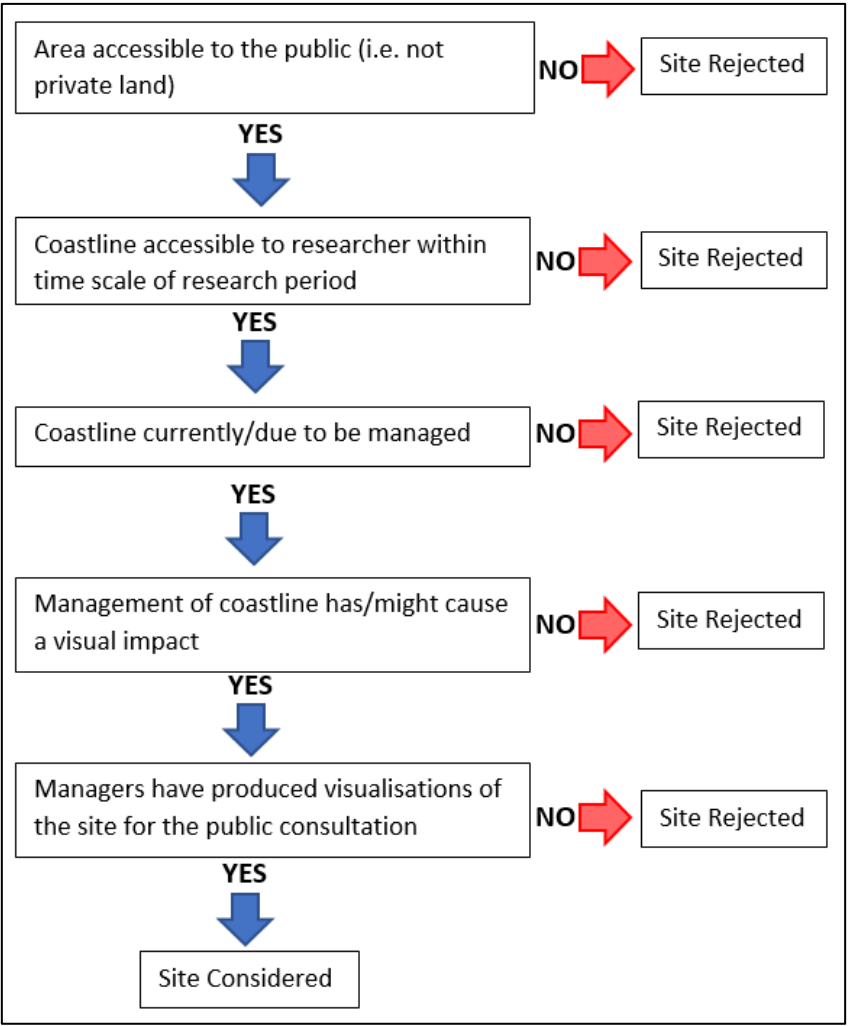 Area accessible to the public (i.e. not
private land)
NO
Site Rejected
YES
Coastline accessible to researcher within
time scale of research period
NO
Site Rejected
YES
Coastline currently/due to be managed
NO
Site Rejected
YES
Management of coastline has/might cause
a visual impact
NO
Site Rejected
YES
Managers have produced visualisations of
the site for the public consultation
NO
Site Rejected
YES
Site Considered